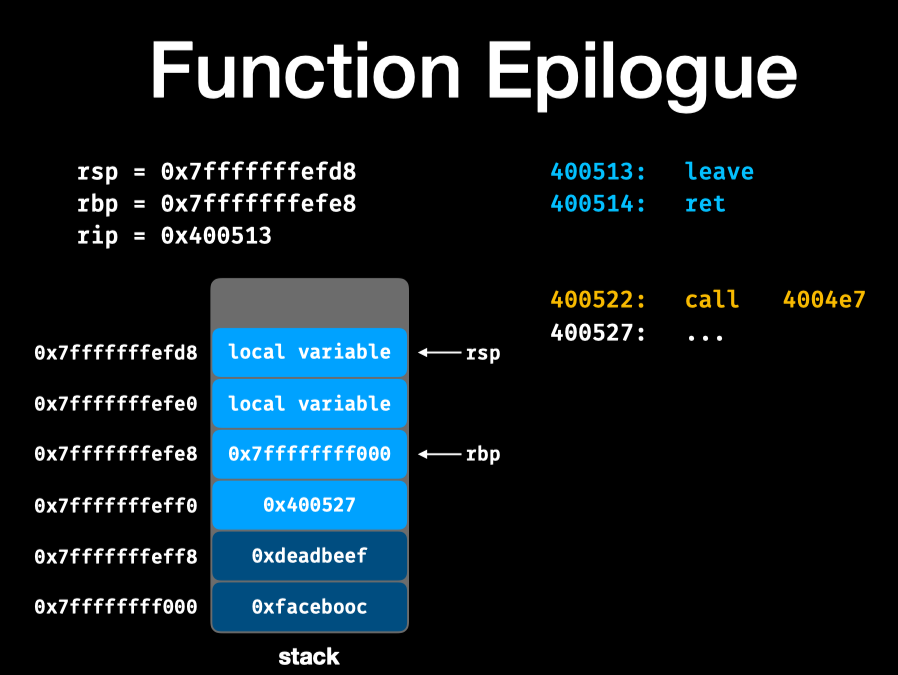 Function Epilogue
rsp = 0x7fffffffefd8
rbp = 0x7fffffffefe8
rip = 0x400513
400513: leave
400514: ret
400522: call 4004e7
400527: ...
0x7fffffffefd8 local variable rsp
0x7fffffffefe0 local variable
0x7fffffffefe8 0x7ffffffff000 rbp
0x7fffffffeff0 0x400527
0x7fffffffeff8 0xdeadbeef
0x7ffffffff000 0xfacebooc
stack